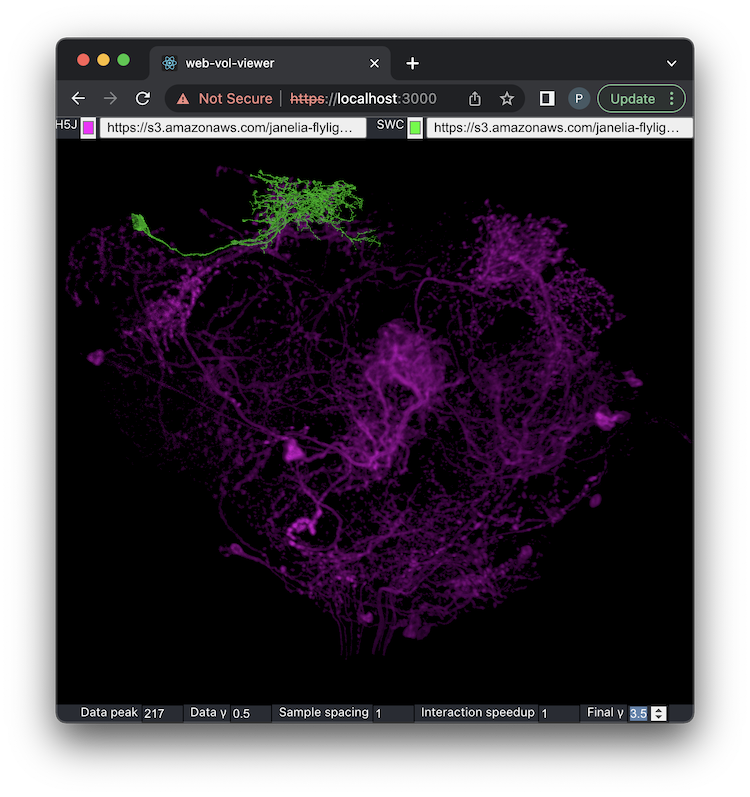 web-vol-viewer
Not Secure https://localhost:3000 P Update
H5J https://s3.amazonaws.com/janelia-flylig… SWC https://s3.amazonaws.com/janelia-flylig…
Data peak 217 Data γ 0.5 Sample spacing 1 Interaction speedup 1 Final γ 3.5